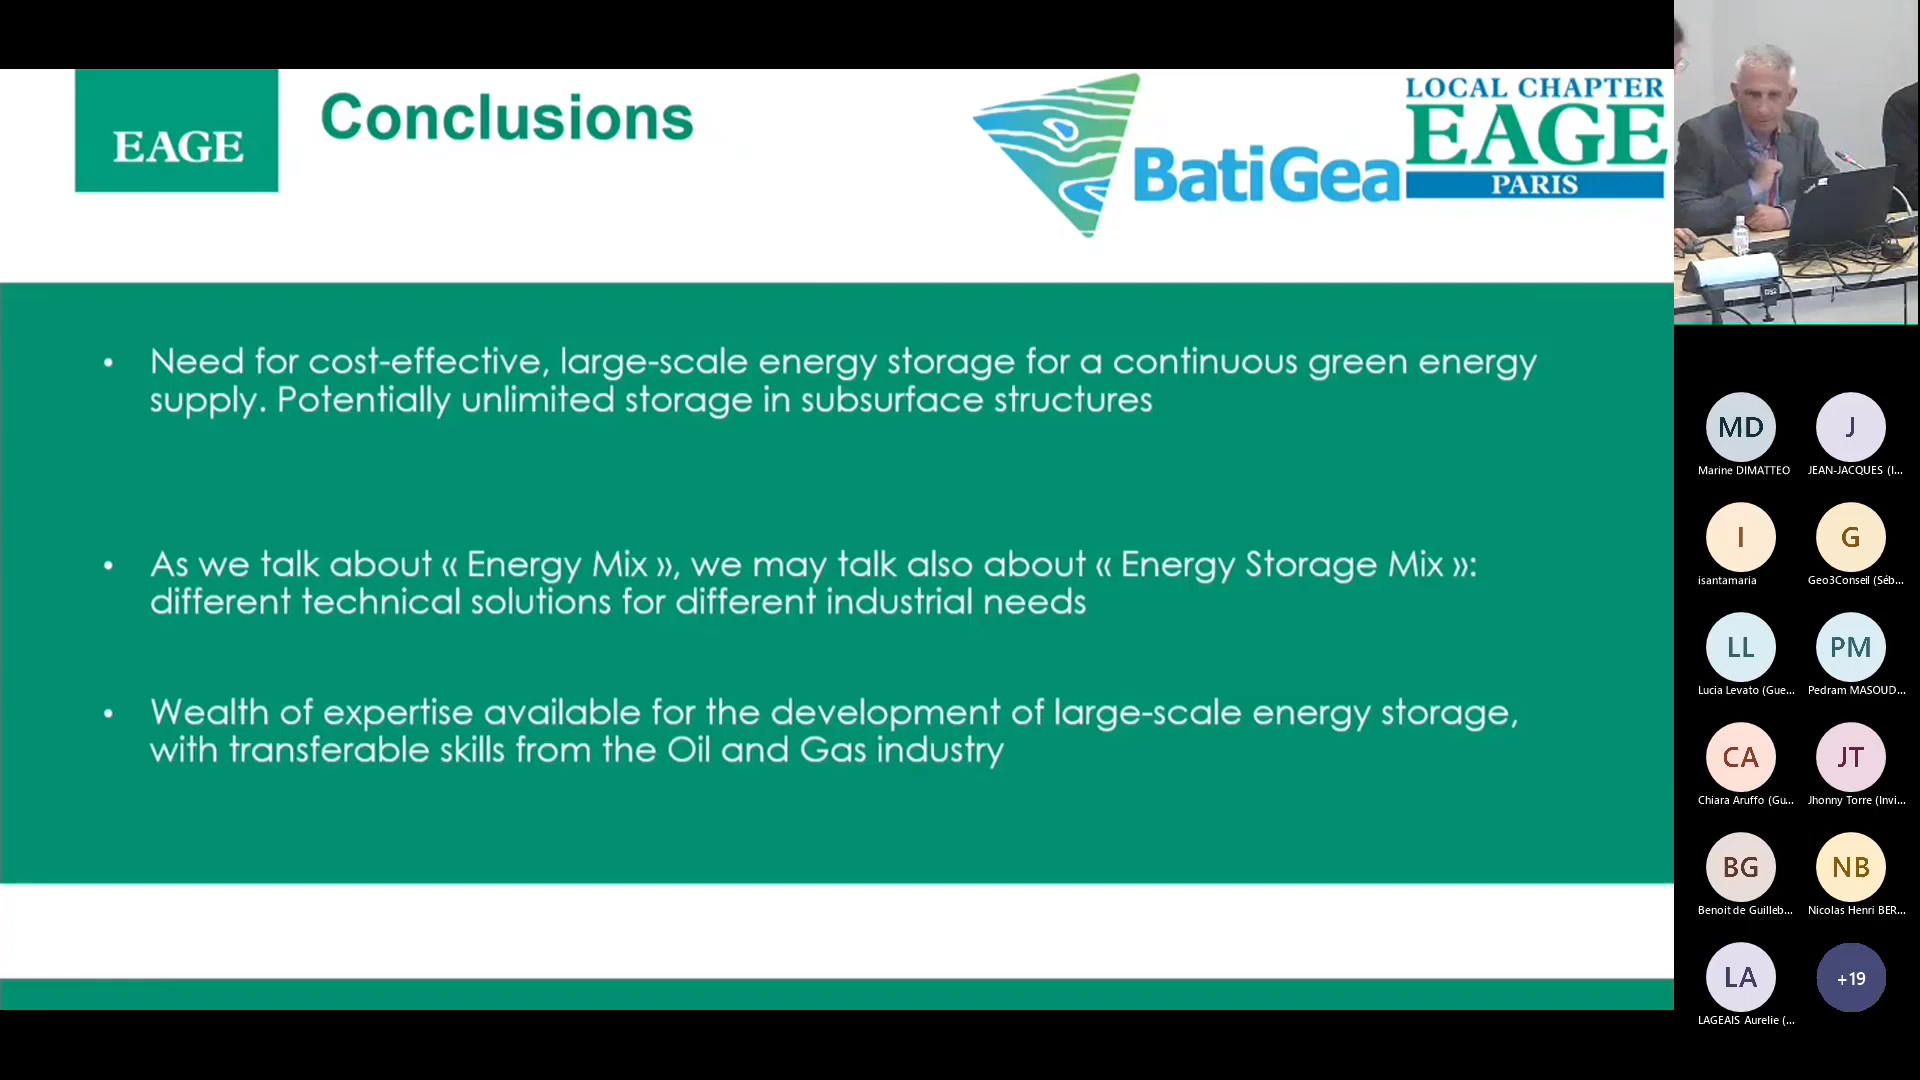 EAGE
Conclusions
BatiGea
LOCAL CHAPTER
EAGE
PARIS
• Need for cost-effective, large-scale energy storage for a continuous green energy
supply. Potentially unlimited storage in subsurface structures
• As we talk about « Energy Mix », we may talk also about « Energy Storage Mix »:
different technical solutions for different industrial needs
• Wealth of expertise available for the development of large-scale energy storage,
with transferable skills from the Oil and Gas industry
MD
Marine DIMATTEO
J
JEAN-JACQUES (I...
I
isantamaria
G
Geo3Conseil (Séb...
LL
Lucia Levato (Gue...
PM
Pedram MASOUD...
CA
Chiara Aruffo (Gu...
JT
Jhonny Torre (Invi...
BG
Benoit de Guilleb...
NB
Nicolas Henri BER...
LA
LAGEAIS Aurelie (...
+19